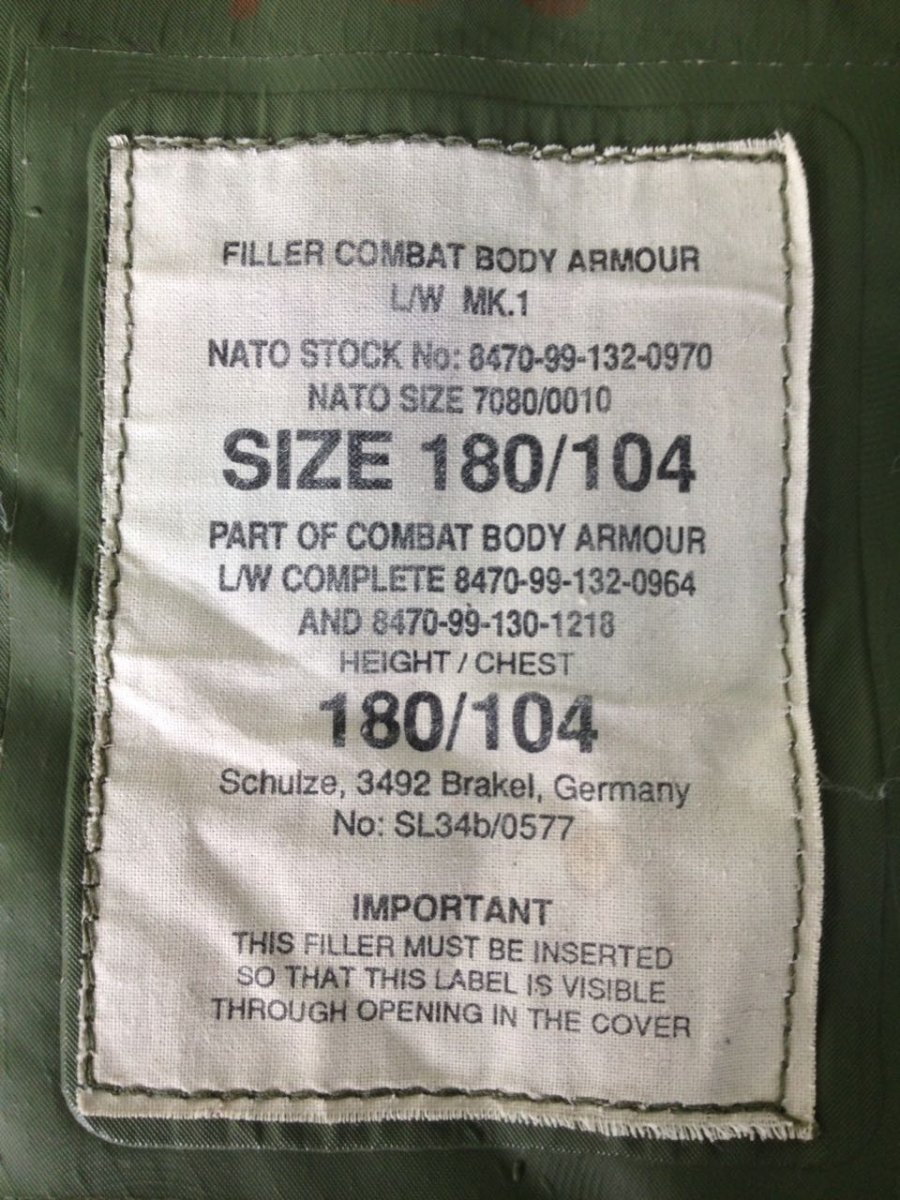 FILLER COMBAT BODY ARMOUR
L/W MK.1
NATO STOCK No: 8470-99-132-0970
NATO SIZE 7080/0010
SIZE 180/104
PART OF COMBAT BODY ARMOUR
L/W COMPLETE 8470-99-132-0964
AND 8470-99-130-1218
HEIGHT / CHEST
180/104
Schulze, 3492 Brakel, Germany
No: SL34b/0577
IMPORTANT
THIS FILLER MUST BE INSERTED
SO THAT THIS LABEL IS VISIBLE
THROUGH OPENING IN THE COVER